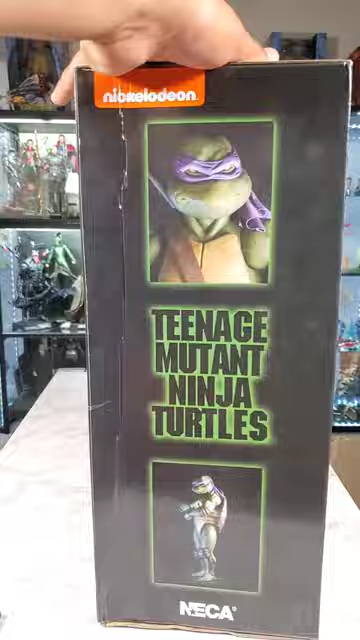 nickelodeon
TEENAGE
MUTANT
NINJA
TURTLES
NECA®